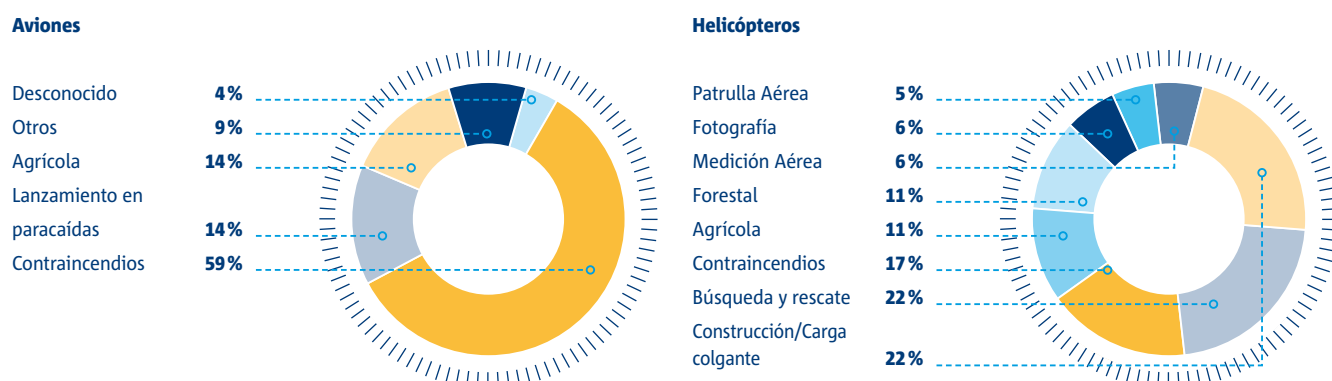 Aviones
Desconocido 4%
Otros 9%
Agrícola 14%
Lanzamiento en
paracaídas 14%
Contraincendios 59%
Helicópteros
Patrulla Aérea 5%
Fotografía 6%
Medición Aérea 6%
Forestal 11%
Agrícola 11%
Contraincendios 17%
Búsqueda y rescate 22%
Construcción/Carga
colgante 22%